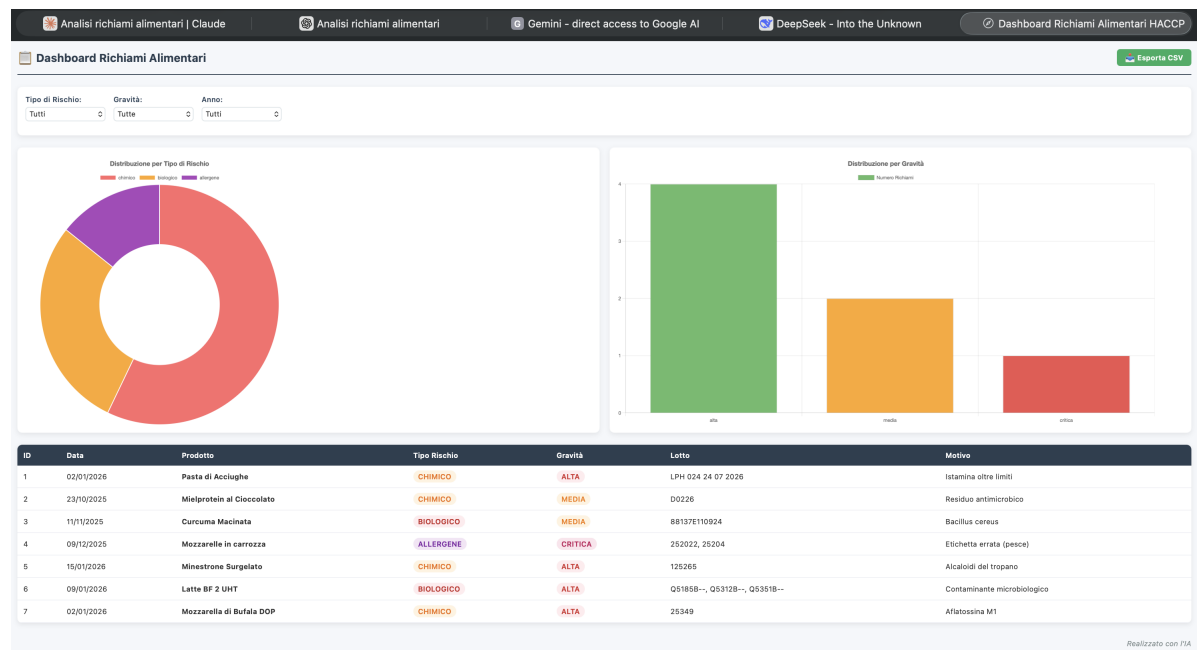 Analisi richiami alimentari | Claude
Analisi richiami alimentari
G Gemini - direct access to Google AI
DeepSeek - Into the Unknown
Dashboard Richiami Alimentari HACCP
Dashboard Richiami Alimentari
Esporta CSV
Tipo di Rischio: Gravità: Anno:
Tutti Tutte Tutti
Distribuzione per Tipo di Rischio
chimico biologico allergene
Distribuzione per Gravità
Numero Richiami
4
3
2
1
0
alta media critica
ID Data Prodotto Tipo Rischio Gravità Lotto Motivo
1 02/01/2026 Pasta di Acciughe CHIMICO ALTA LPH 024 24 07 2026 Istamina oltre limiti
2 23/10/2025 Mielprotein al Cioccolato CHIMICO MEDIA D0226 Residuo antimicrobico
3 11/11/2025 Curcuma Macinata BIOLOGICO MEDIA 88137E110924 Bacillus cereus
4 09/12/2025 Mozzarelle in carrozza ALLERGENE CRITICA 252022, 25204 Etichetta errata (pesce)
5 15/01/2026 Minestrone Surgelato CHIMICO ALTA 125265 Alcaloidi del tropano
6 09/01/2026 Latte BF 2 UHT BIOLOGICO ALTA Q5185B--, Q5312B--, Q5351B-- Contaminante microbiologico
7 02/01/2026 Mozzarella di Bufala DOP CHIMICO ALTA 25349 Aflatossina M1
Realizzato con l'IA